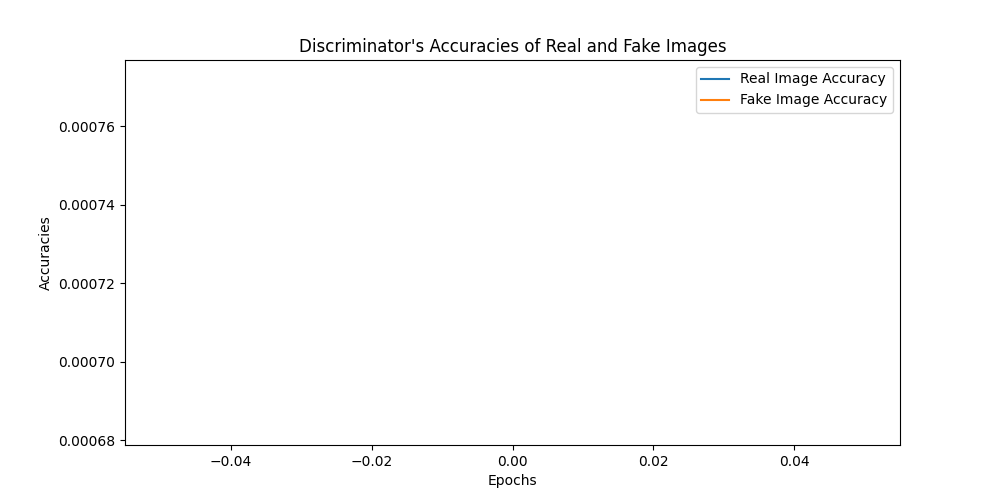 Discriminator's Accuracies of Real and Fake Images
Real Image Accuracy
Fake Image Accuracy
0.00076
0.00074
0.00072
0.00070
0.00068
Accuracies
−0.04
−0.02
0.00
0.02
0.04
Epochs